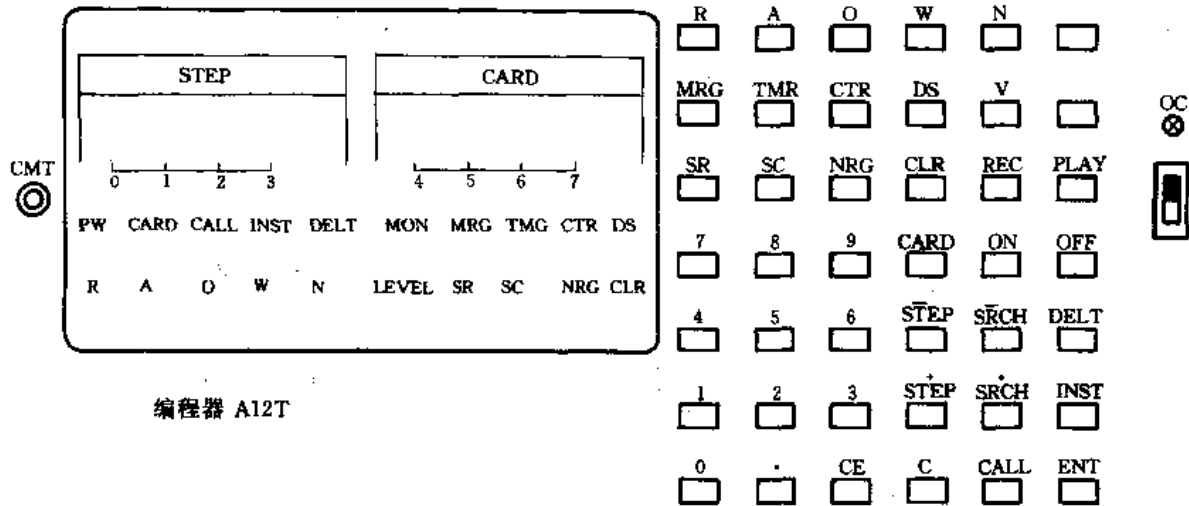 R A O W N
STEP CARD
MRG TMR CTR DS V
OC
CMT
0 1 2 3 4 5 6 7
SR SC NRG CLR REC PLAY
PW CARD CALL INST DELT MON MRG TMG CTR DS
7 8 9 CARD ON OFF
R A O W N LEVEL SR SC NRG CLR
4 5 6 STEP SRCH DELT
- -
编程器 A12T
+ +
1 2 3 STEP SRCH INST
0 . CE C CALL ENT